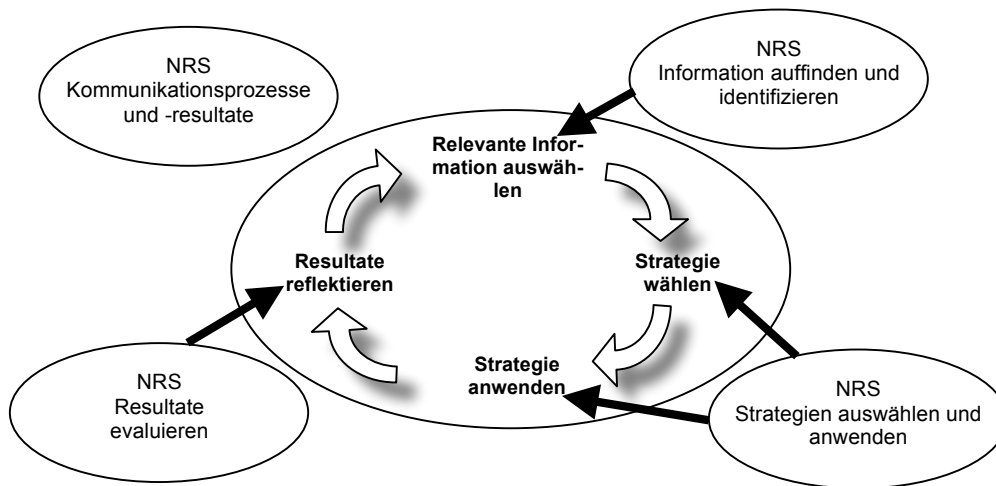 NRS
Kommunikationsprozesse
und -resultate
NRS
Information auffinden und
identifizieren
Relevante Infor-
mation auswäh-
len
Resultate
reflektieren
Strategie
wählen
Strategie
anwenden
NRS
Resultate
evaluieren
NRS
Strategien auswählen und
anwenden